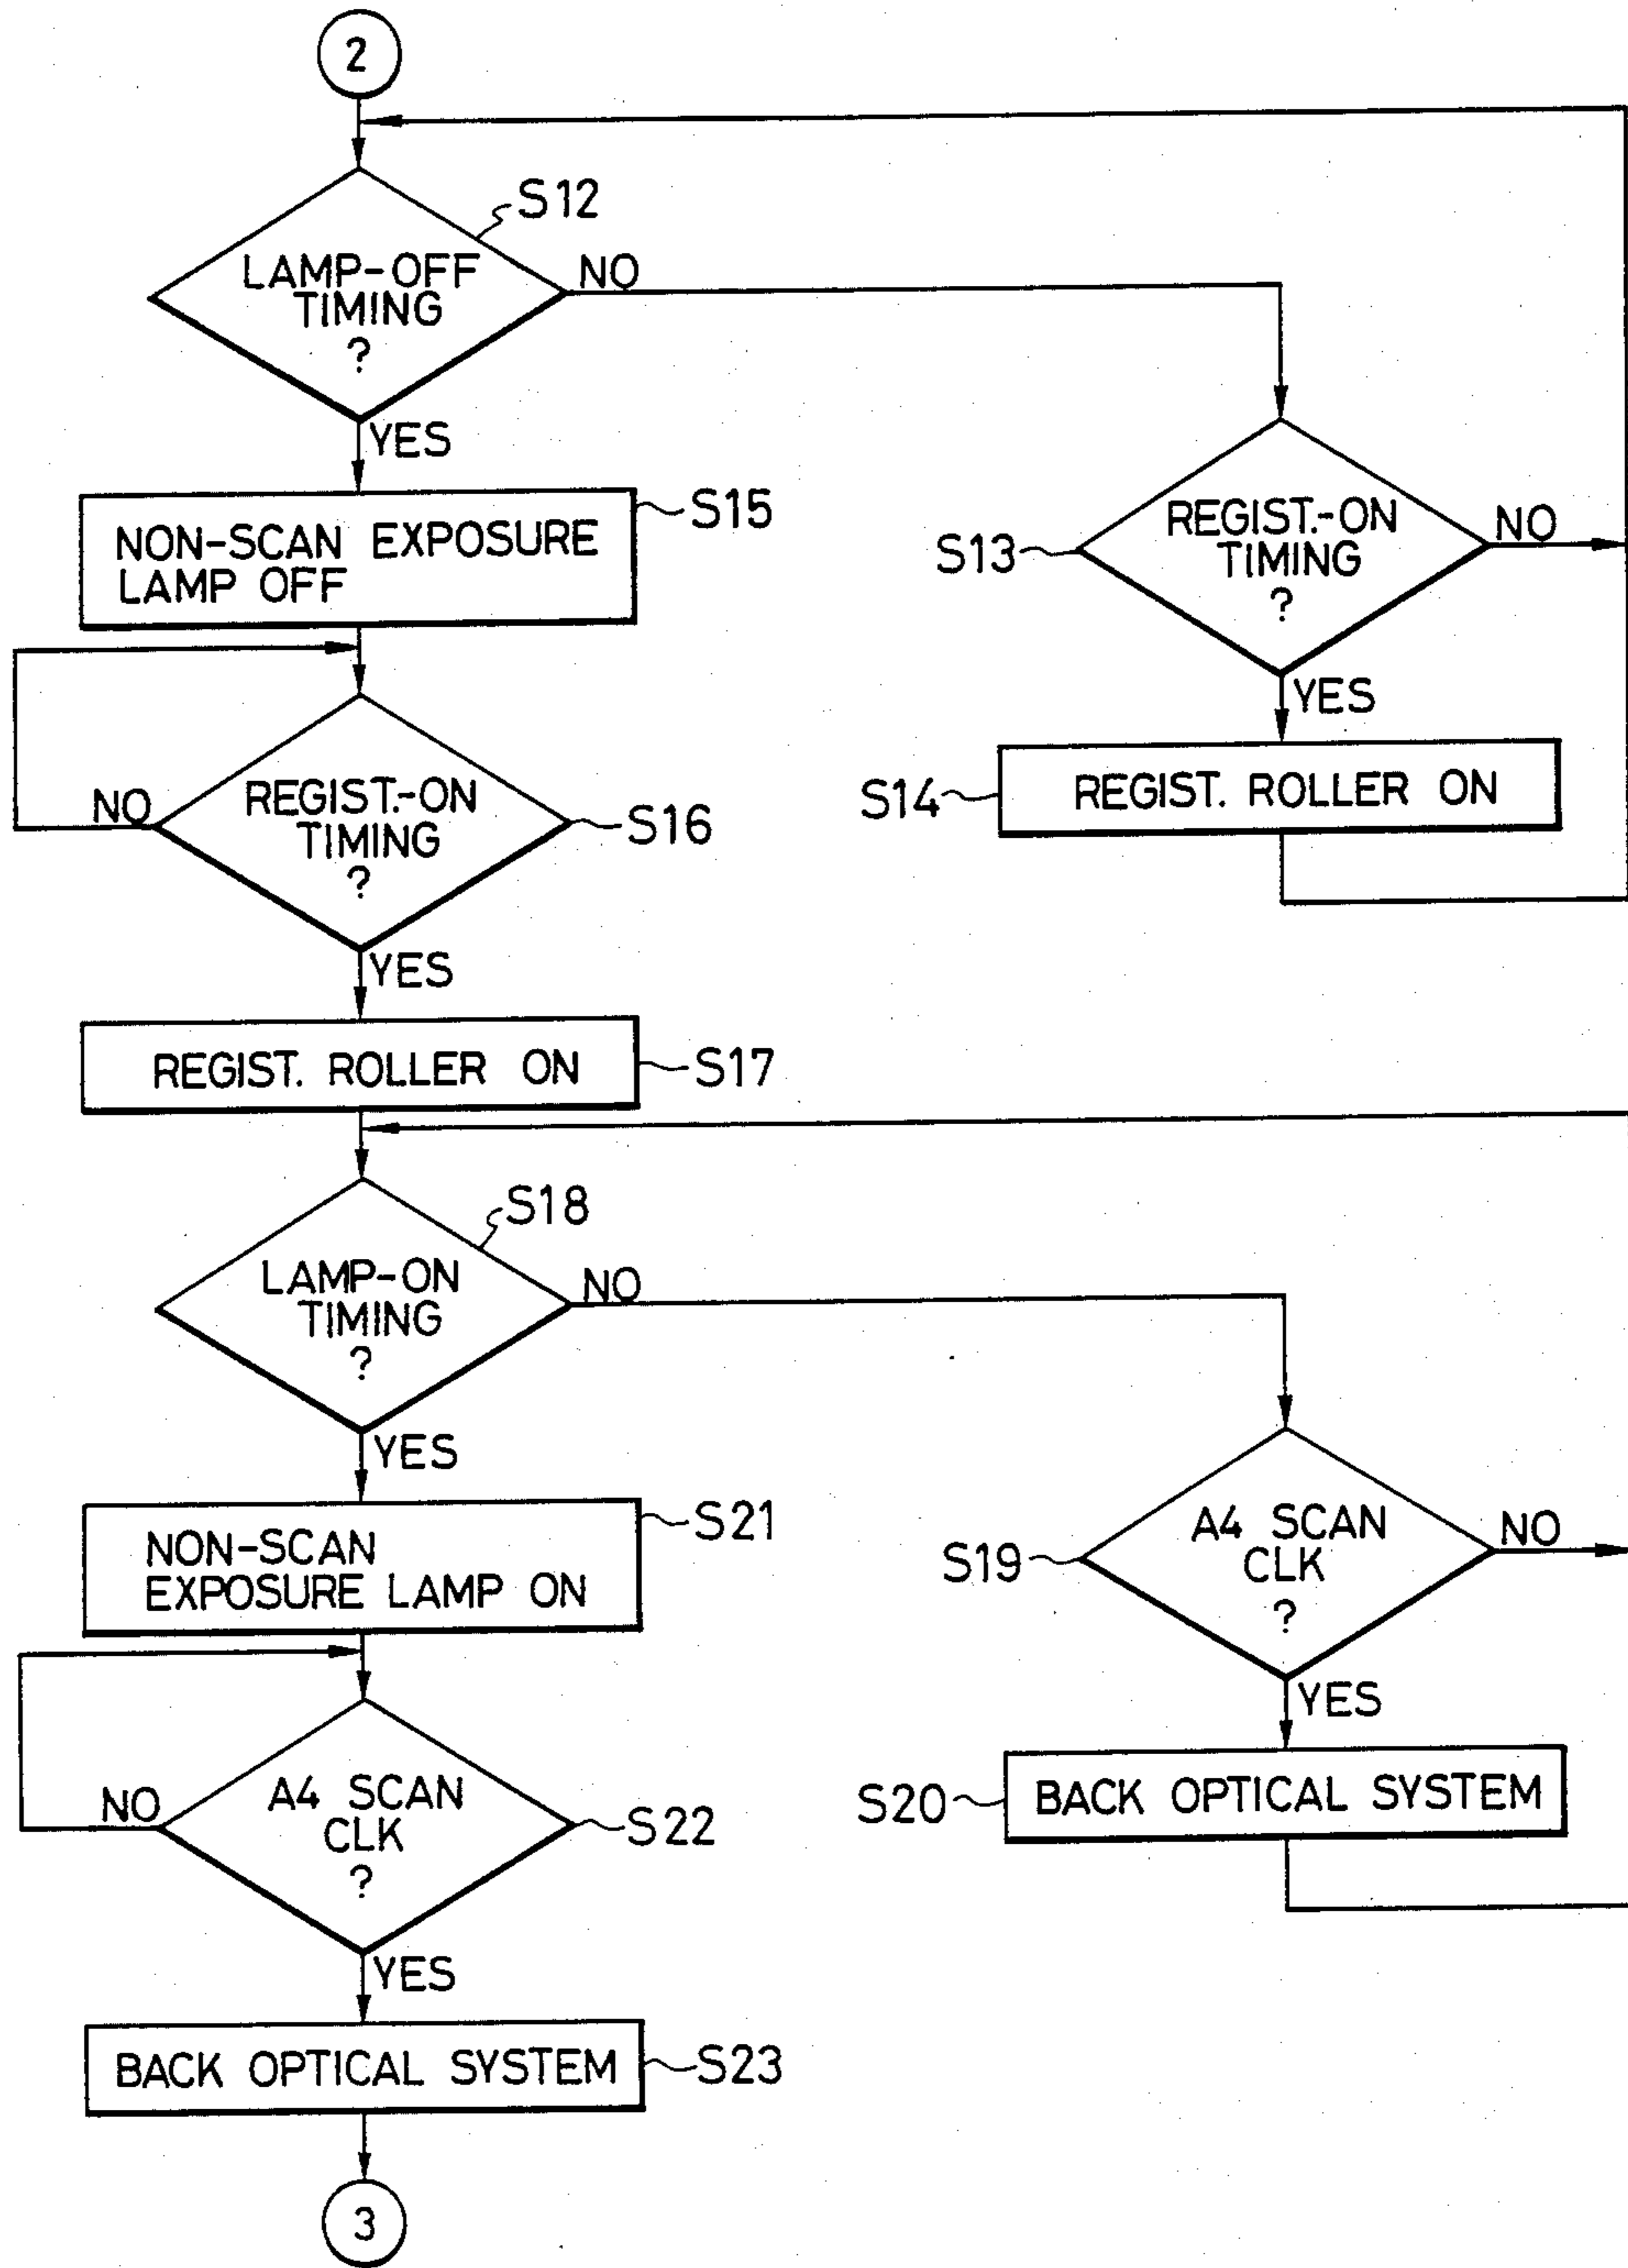 2
S12
LAMP-OFF
TIMING
?
NO
YES
S15
NON-SCAN EXPOSURE
LAMP OFF
S13
REGIST.-ON
TIMING
?
NO
YES
S14
REGIST. ROLLER ON
NO
REGIST.-ON
TIMING
?
S16
YES
REGIST. ROLLER ON
S17
S18
LAMP-ON
TIMING
?
NO
YES
S21
NON-SCAN
EXPOSURE LAMP ON
S19
A4 SCAN
CLK
?
NO
YES
S20
BACK OPTICAL SYSTEM
NO
A4 SCAN
CLK
?
S22
YES
BACK OPTICAL SYSTEM
S23
3